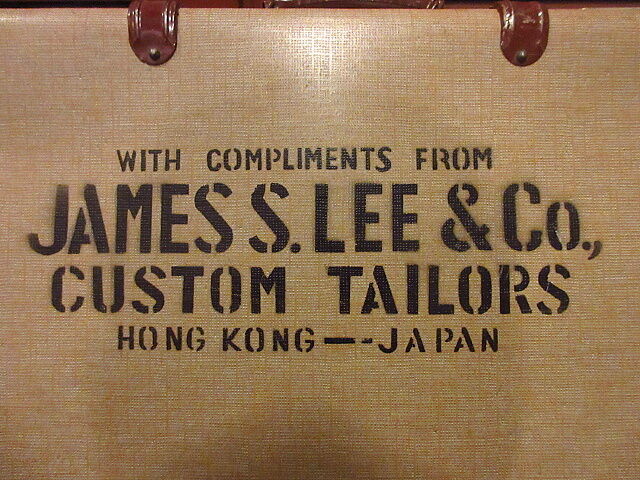 WITH COMPLIMENTS FROM
JAMES S. LEE & Co.,
CUSTOM TAILORS
HONG KONG — - JAPAN